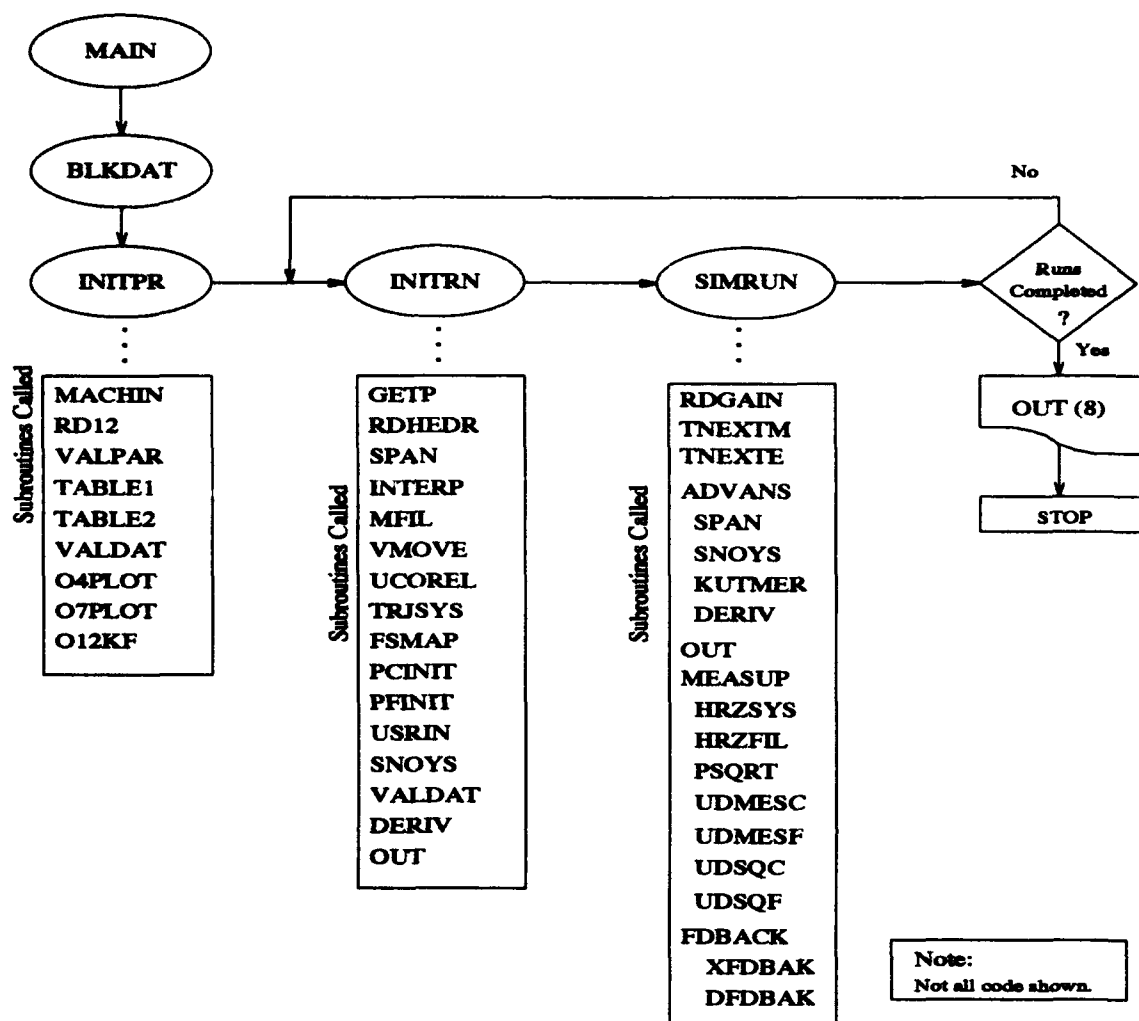 MAIN
BLKDAT
No
INITPR
INITRN
SIMRUN
Runs
Completed
?
Yes
OUT (8)
STOP
Subroutines Called
MACHIN
RD12
VALPAR
TABLE1
TABLE2
VALDAT
O4PLOT
O7PLOT
O12KF
Subroutines Called
GETP
RDHEDR
SPAN
INTERP
MFIL
VMOVE
UCOREL
TRJSYS
FSMAP
PCINIT
PFINIT
USRIN
SNOYS
VALDAT
DERIV
OUT
Subroutines Called
RDGAIN
TNEXTM
TNEXTE
ADVANS
SPAN
SNOYS
KUTMER
DERIV
OUT
MEASUP
HRZSYS
HRZFIL
PSQRT
UDMESC
UDMESF
UDSQC
UDSQF
FDBACK
XFDBAK
DFDBAK
Note:
Not all code shown.